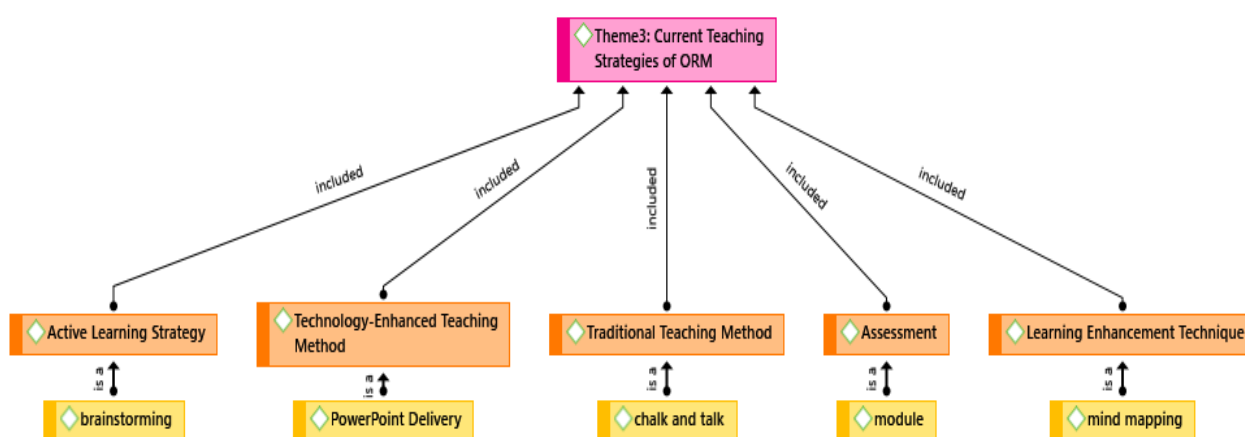 Theme3: Current Teaching
Strategies of ORM
included
included
included
included
included
Active Learning Strategy
Technology-Enhanced Teaching
Method
Traditional Teaching Method
Assessment
Learning Enhancement Technique
is a
is a
is a
is a
is a
brainstorming
PowerPoint Delivery
chalk and talk
module
mind mapping